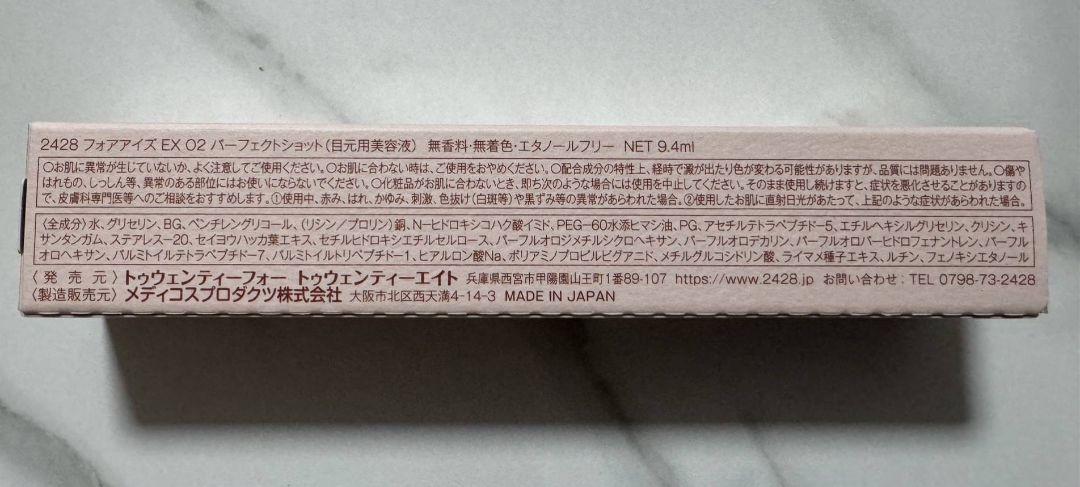 2428 フォアアイズ EX 02 パーフェクトショット(目元用美容液) 無香料・無着色・エタノールフリー NET 9.4ml
〇お肌に異常が生じていないか、よく注意してご使用ください。〇お肌に合わない時は、ご使用をおやめください。〇配合成分の特性上、経時で澱が出たり色が変わる可能性がありますが、品質には問題ありません。〇傷や
はれもの、しっしん等、異常のある部位にはお使いにならないでください。〇化粧品がお肌に合わないとき、即ち次のような場合には使用を中止してください。そのまま使用し続けますと、症状を悪化させることがありますの
で、皮膚科専門医等へのご相談をおすすめします。①使用中、赤み、はれ、かゆみ、刺激、色抜け(白斑等)や黒ずみ等の異常があらわれた場合。②使用したお肌に直射日光があたって、上記のような症状があらわれた場合。
〈全成分〉水、グリセリン、BG、ペンチレングリコール、(リシン/プロリン)銅、N-ヒドロキシコハク酸イミド、PEG-60水添ヒマシ油、PG、アセチルテトラペプチド-5、エチルヘキシルグリセリン、クリシン、キ
サンタンガム、ステアレス-20、セイヨウハッカ葉エキス、セチルヒドロキシエチルセルロース、パーフルオロジメチルシクロヘキサン、パーフルオロデカリン、パーフルオロパーヒドロフェナントレン、パーフル
オロヘキサン、パルミトイルテトラペプチド-7、パルミトイルトリペプチド-1、ヒアルロン酸Na、ポリアミノプロピルビグアニド、メチルグルコンドリン酸、ライマメ種子エキス、ルチン、フェノキシエタノール
〈発 売 元〉トゥウェンティーフォー トゥウェンティーエイト 兵庫県西宮市甲陽園山王町1番89-107 https://www.2428.jp お問い合わせ:TEL 0798-73-2428
〈製造販売元〉メディコスプロダクツ株式会社 大阪市北区西天満4-14-3 MADE IN JAPAN